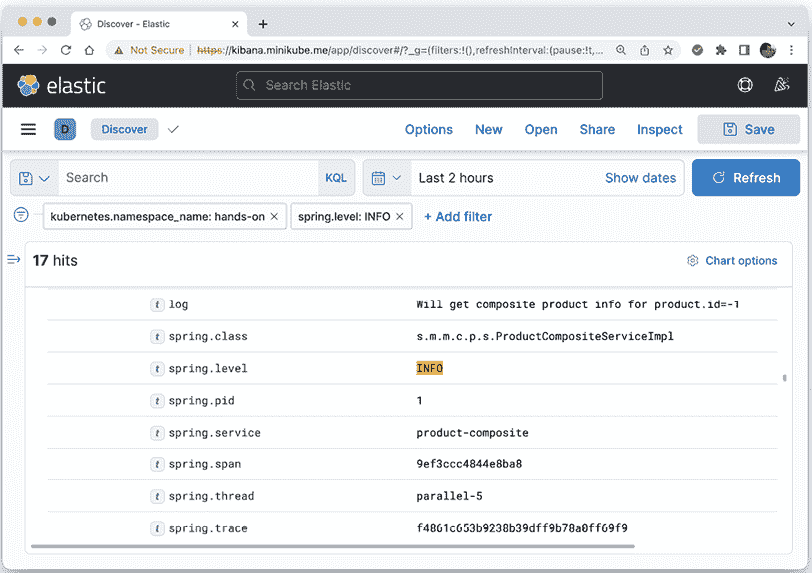 Discover - Elastic
Not Secure https://kibana.minikube.me/app/discover#/?_g=(filters:!(),refreshInterval:(pause:!t,...
elastic
Search Elastic
D Discover Options New Open Share Inspect Save
Search KQL Last 2 hours Show dates Refresh
kubernetes.namespace_name: hands-on × spring.level: INFO × + Add filter
17 hits Chart options
t log Will get composite product info for product.id=-1
t spring.class s.m.m.c.p.s.ProductCompositeServiceImpl
t spring.level INFO
t spring.pid 1
t spring.service product-composite
t spring.span 9ef3ccc4844e8ba8
t spring.thread parallel-5
t spring.trace f4861c653b9238b39dff9b78a0ff69f9